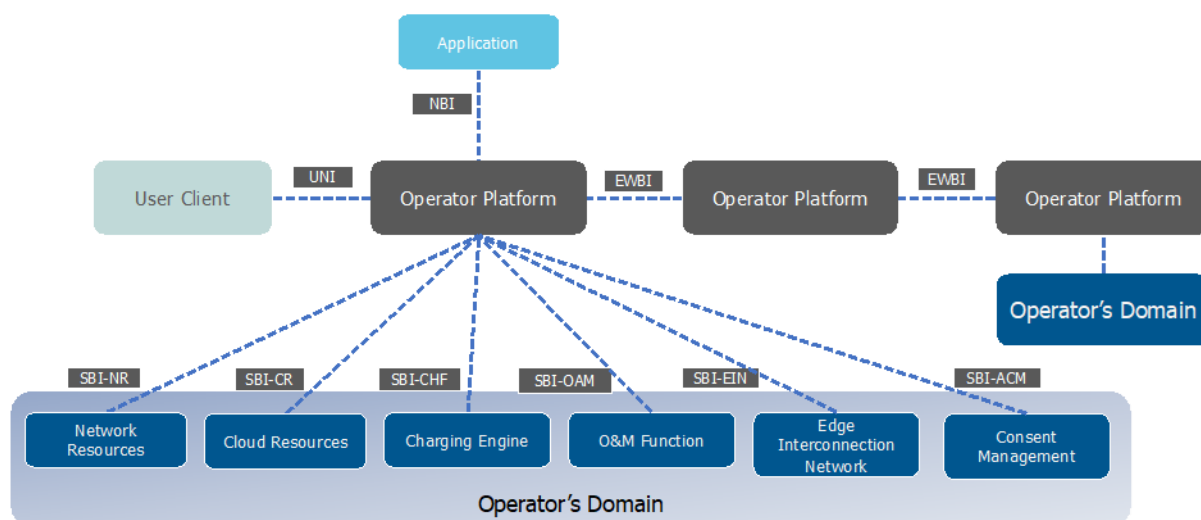 Application
NBI
UNI
EWBI
EWBI
User Client
Operator Platform
Operator Platform
Operator Platform
Operator's Domain
SBI-NR
SBI-CR
SBI-CHF
SBI-OAM
SBI-EIN
SBI-ACM
Network
Resources
Cloud Resources
Charging Engine
O&M Function
Edge
Interconnection
Network
Consent
Management
Operator's Domain